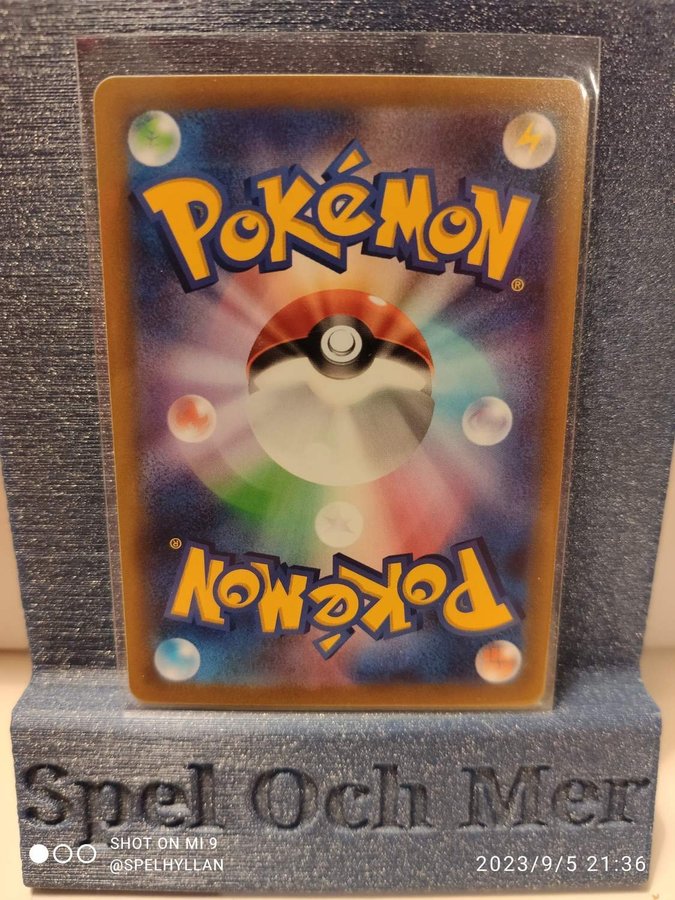 POKéMON
®
®
POKéMON
Spel Och Mer
SHOT ON MI 9
@SPELHYLLAN
2023/9/5 21:36